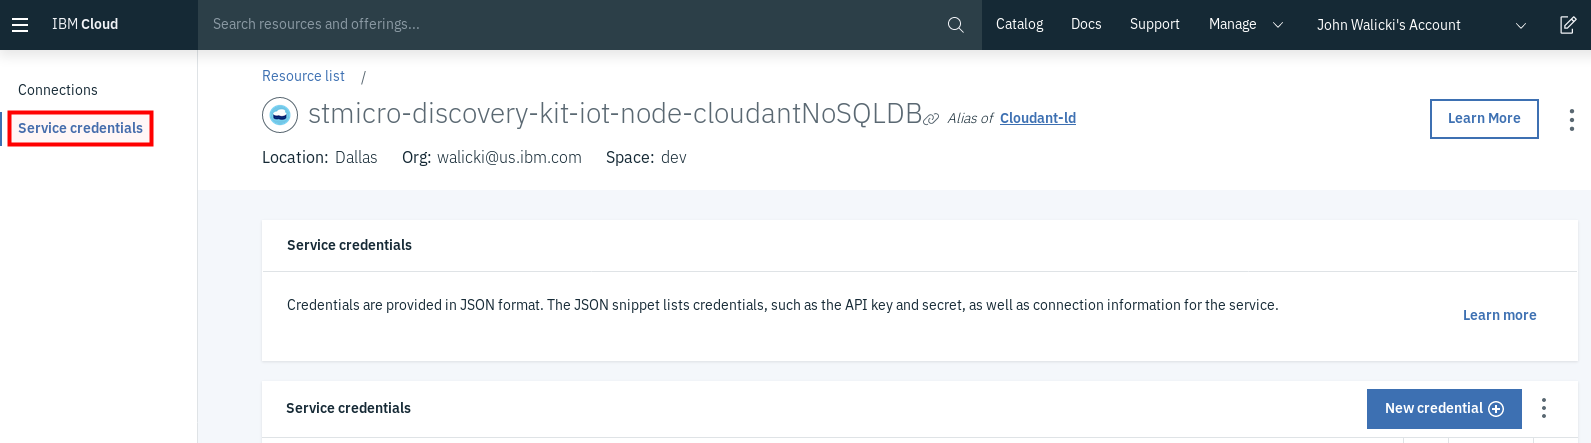 IBM Cloud
Search resources and offerings...
Catalog
Docs
Support
Manage
John Walicki's Account
Connections
Service credentials
Resource list /
stmicro-discovery-kit-iot-node-cloudantNoSQLDB
Alias of Cloudant-ld
Learn More
Location: Dallas Org: walicki@us.ibm.com Space: dev
Service credentials
Credentials are provided in JSON format. The JSON snippet lists credentials, such as the API key and secret, as well as connection information for the service.
Learn more
Service credentials
New credential